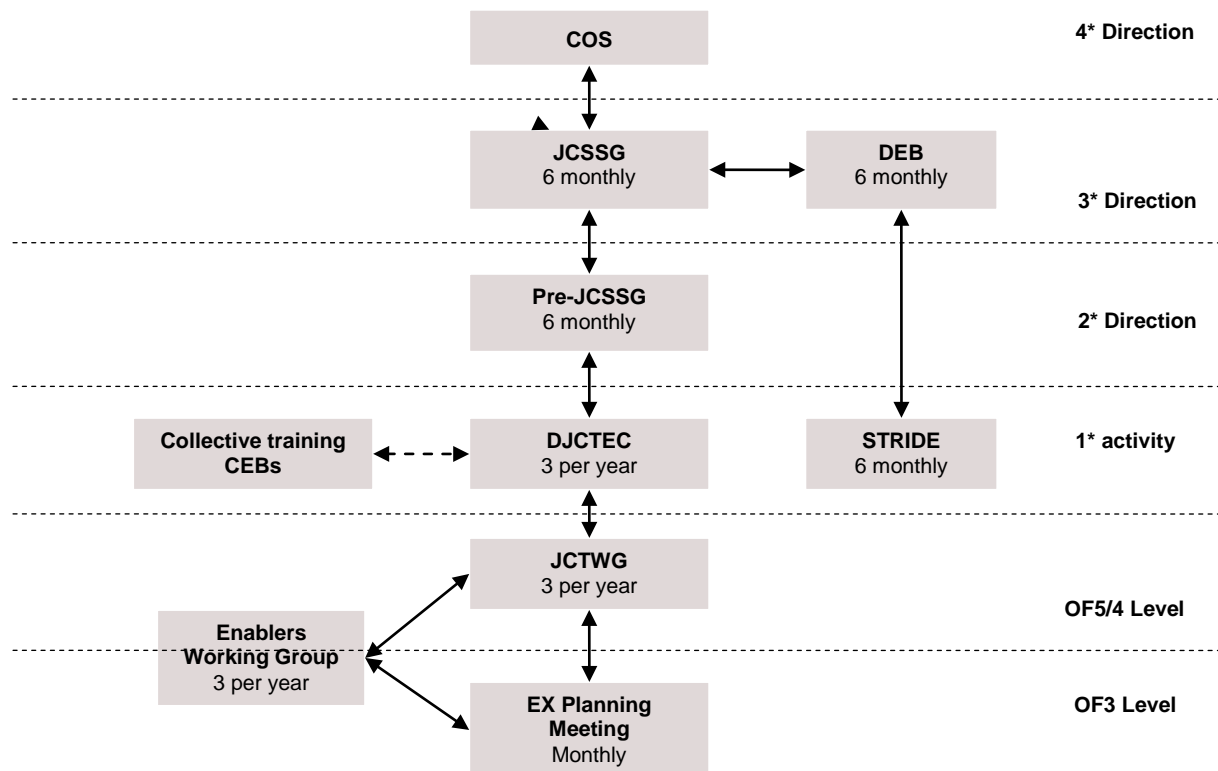 COS
4* Direction
JCSSG
6 monthly
DEB
6 monthly
3* Direction
Pre-JCSSG
6 monthly
2* Direction
Collective training
CEBs
DJCTEC
3 per year
STRIDE
6 monthly
1* activity
JCTWG
3 per year
OF5/4 Level
Enablers
Working Group
3 per year
EX Planning
Meeting
Monthly
OF3 Level